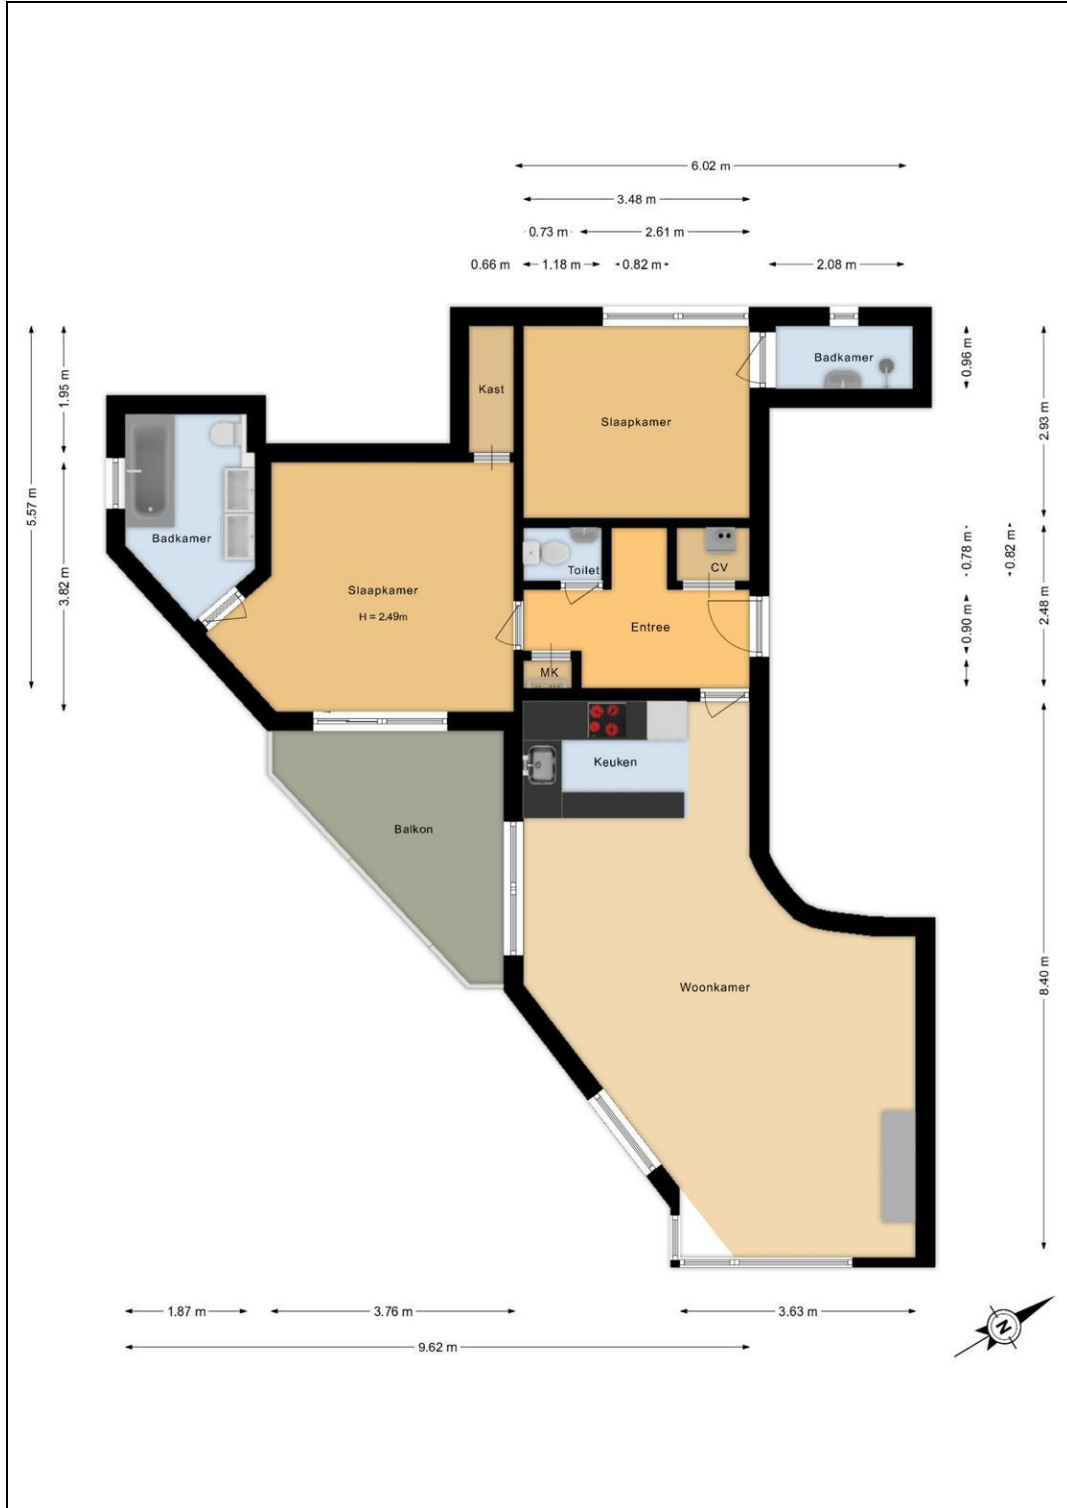 6.02 m
3.48 m
0.73 m
2.61 m
0.66 m
1.18 m
0.82 m
2.08 m
Badkamer
Kast
Slaapkamer
1.95 m
0.96 m
2.93 m
5.57 m
Badkamer
3.82 m
Slaapkamer
H = 2.49m
Toilet
CV
Entree
MK
0.78 m
0.82 m
0.90 m
2.48 m
Keuken
Balkon
Woonkamer
8.40 m
1.87 m
3.76 m
3.63 m
9.62 m
N